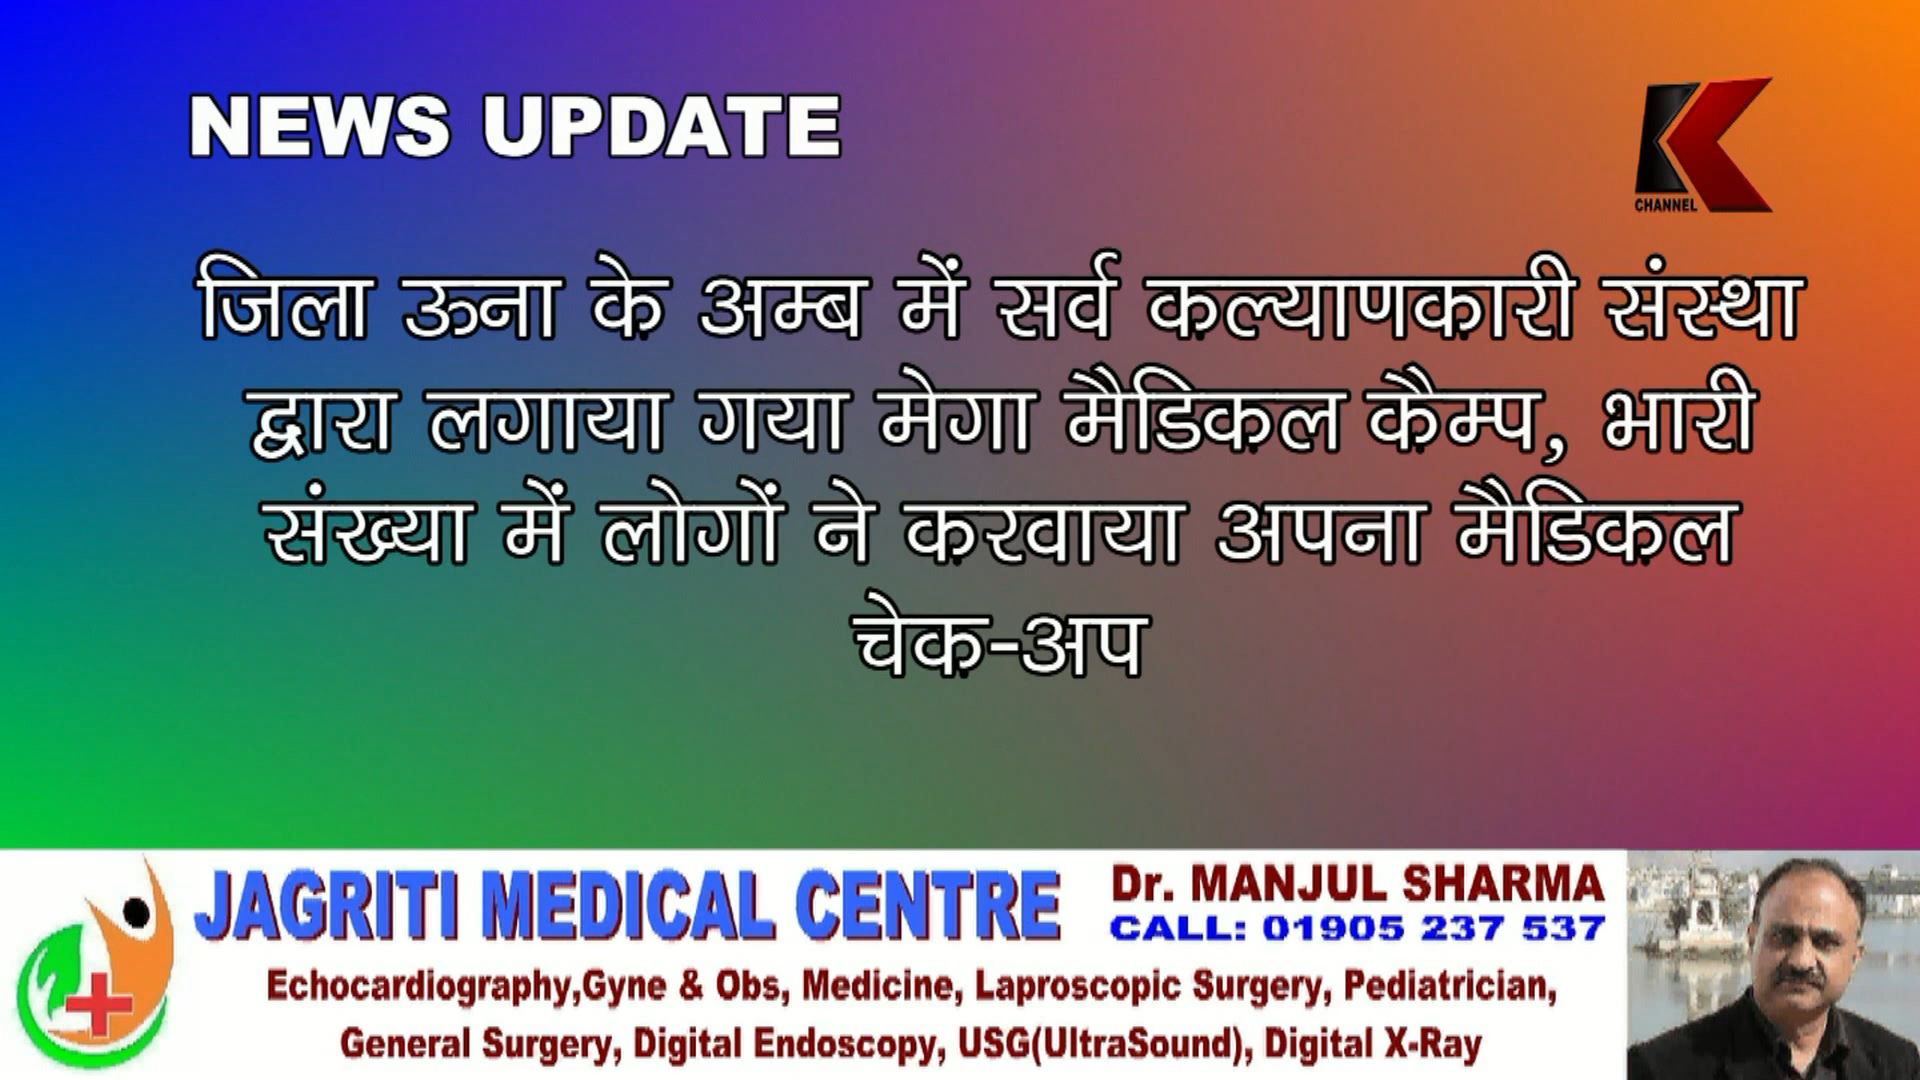 NEWS UPDATE
CHANNEL
जिला ऊना के अम्ब में सर्व कल्याणकारी संस्था
द्वारा लगाया गया मेगा मैडिकल कैम्प, भारी
संख्या में लोगों ने करवाया अपना मैडिकल
चेक-अप
JAGRITI MEDICAL CENTRE
Dr. MANJUL SHARMA
CALL: 01905 237 537
Echocardiography,Gyne & Obs, Medicine, Laproscopic Surgery, Pediatrician,
General Surgery, Digital Endoscopy, USG(UltraSound), Digital X-Ray